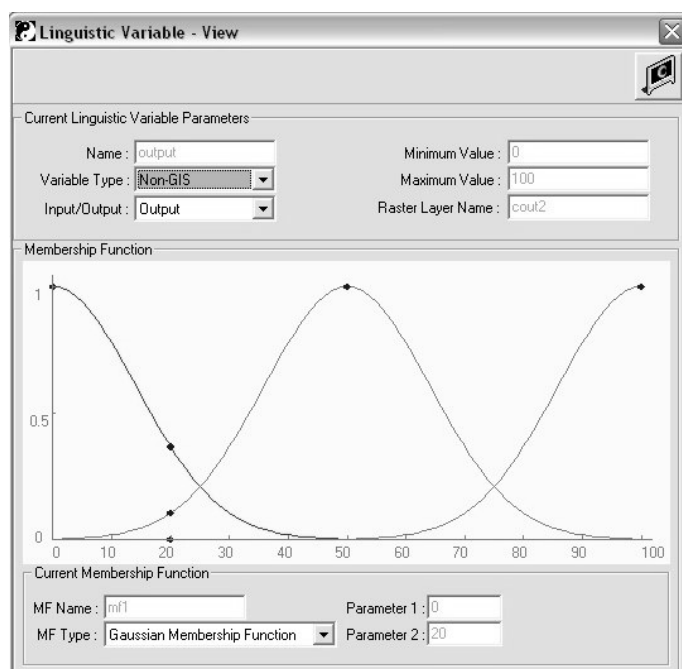 Linguistic Variable - View
Current Linguistic Variable Parameters
Name : output
Minimum Value : 0
Variable Type : Non-GIS
Maximum Value : 100
Input/Output : Output
Raster Layer Name : cout2
Membership Function
1
0.5
0
0 10 20 30 40 50 60 70 80 90 100
Current Membership Function
MF Name : mf1
Parameter 1 : 0
MF Type : Gaussian Membership Function
Parameter 2 : 20